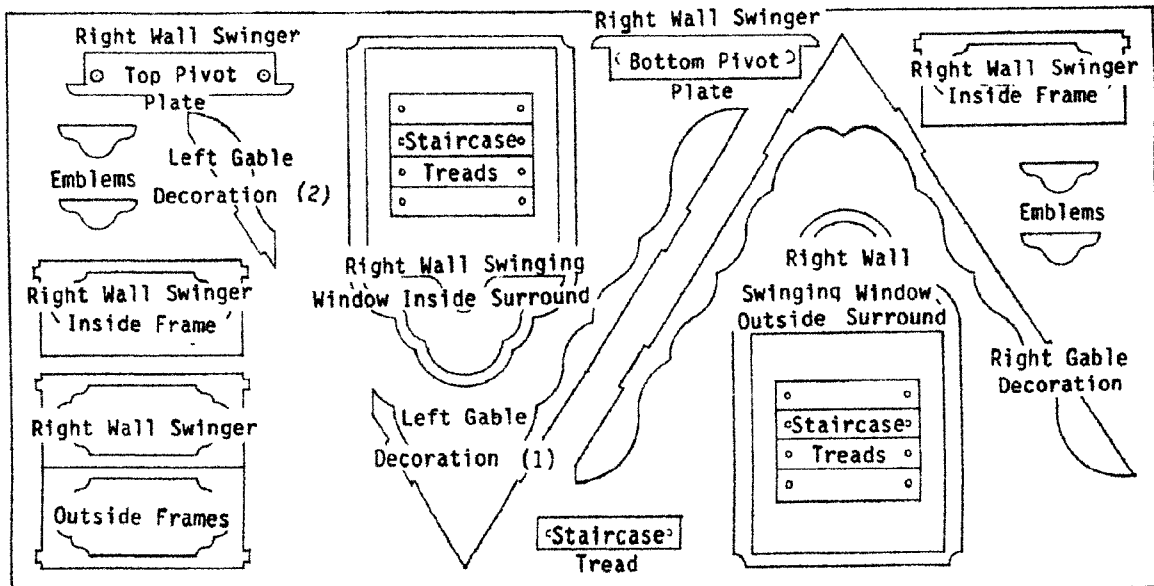 Right Wall Swinger
Top Pivot
Plate
Emblems
Left Gable
Decoration (2)
Right Wall Swinger
Inside Frame
Right Wall Swinger
Outside Frames
Staircase
Treads
Right Wall Swinging
Window Inside Surround
Left Gable
Decoration (1)
Staircase
Tread
Right Wall Swinger
Bottom Pivot
Plate
Right Wall
Swinging Window
Outside Surround
Staircase
Treads
Right Wall Swinger
Inside Frame
Emblems
Right Gable
Decoration